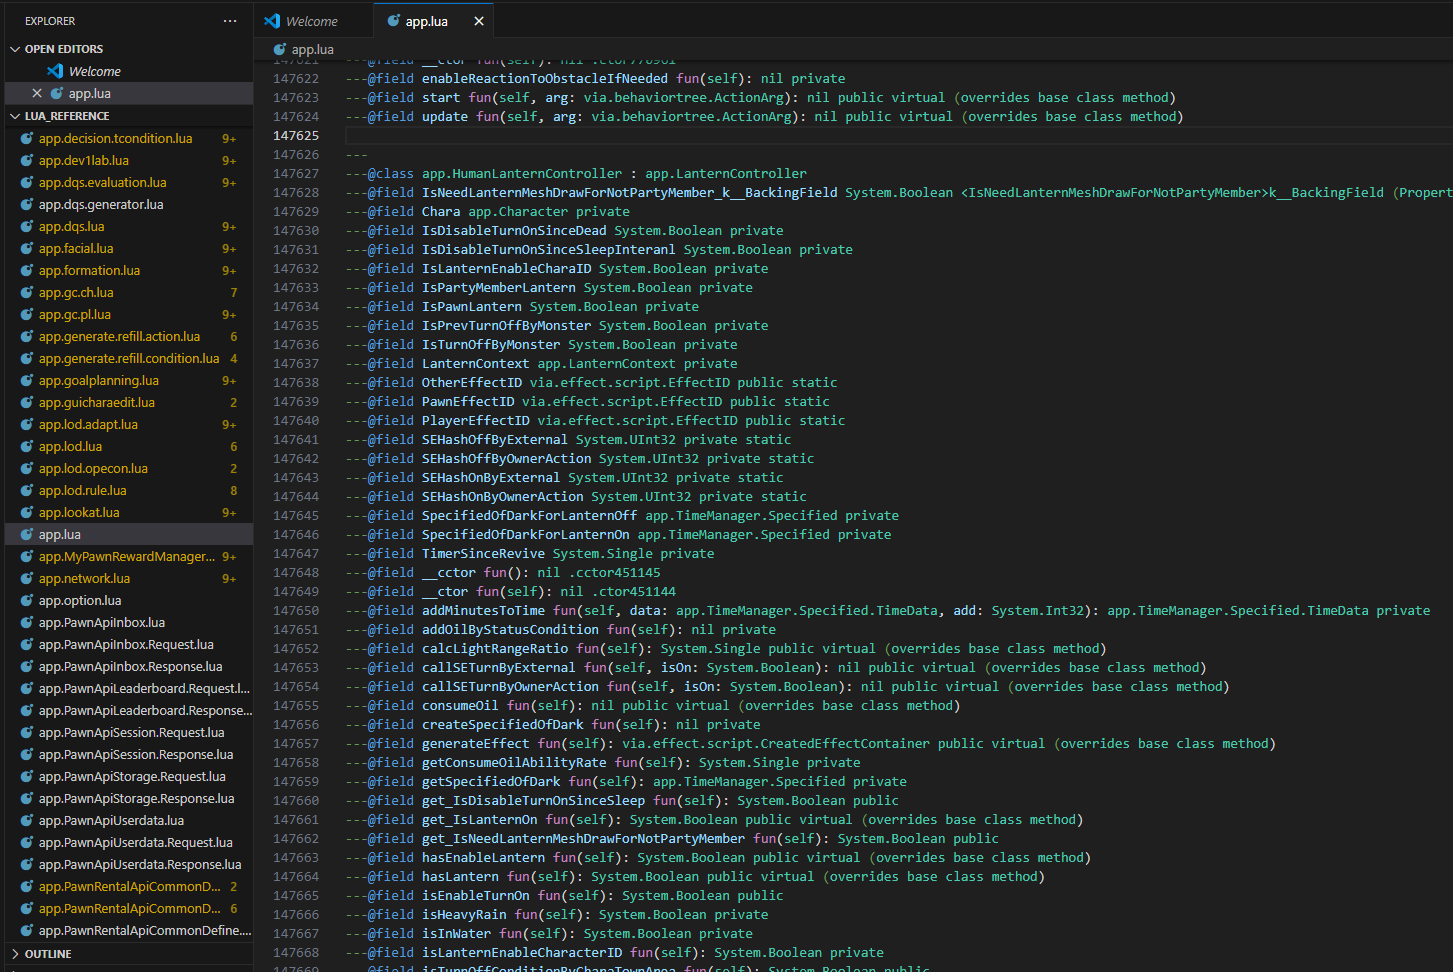 EXPLORER
···
OPEN EDITORS
Welcome
app.lua
LUA_REFERENCE
app.decision.tcondition.lua 9+
app.dev1lab.lua 9+
app.dqs.evaluation.lua 9+
app.dqs.generator.lua
app.dqs.lua 9+
app.facial.lua 9+
app.formation.lua 9+
app.gc.ch.lua 7
app.gc.pl.lua 9+
app.generate.refill.action.lua 6
app.generate.refill.condition.lua 4
app.goalplanning.lua 9+
app.guicharaedit.lua 2
app.lod.adapt.lua 9+
app.lod.lua 6
app.lod.opecon.lua 2
app.lod.rule.lua 8
app.lookat.lua 9+
app.lua
app.MyPawnRewardManager... 9+
app.network.lua 9+
app.option.lua
app.PawnApiInbox.lua
app.PawnApiInbox.Request.lua
app.PawnApiInbox.Response.lua
app.PawnApiLeaderboard.Request.l...
app.PawnApiLeaderboard.Response...
app.PawnApiSession.Request.lua
app.PawnApiSession.Response.lua
app.PawnApiStorage.Request.lua
app.PawnApiStorage.Response.lua
app.PawnApiUserdata.lua
app.PawnApiUserdata.Request.lua
app.PawnApiUserdata.Response.lua
app.PawnRentalApiCommonD... 2
app.PawnRentalApiCommonD... 6
app.PawnRentalApiCommonDefine....
OUTLINE
Welcome
app.lua
app.lua
147621 ---@field __ctor fun(self): nil .ctor770961
147622 ---@field enableReactionToObstacleIfNeeded fun(self): nil private
147623 ---@field start fun(self, arg: via.behaviortree.ActionArg): nil public virtual (overrides base class method)
147624 ---@field update fun(self, arg: via.behaviortree.ActionArg): nil public virtual (overrides base class method)
147625
147626 ---
147627 ---@class app.HumanLanternController : app.LanternController
147628 ---@field IsNeedLanternMeshDrawForNotPartyMember_k__BackingField System.Boolean <IsNeedLanternMeshDrawForNotPartyMember>k__BackingField (Propert
147629 ---@field Chara app.Character private
147630 ---@field IsDisableTurnOnSinceDead System.Boolean private
147631 ---@field IsDisableTurnOnSinceSleepInteranl System.Boolean private
147632 ---@field IsLanternEnableCharaID System.Boolean private
147633 ---@field IsPartyMemberLantern System.Boolean private
147634 ---@field IsPawnLantern System.Boolean private
147635 ---@field IsPrevTurnOffByMonster System.Boolean private
147636 ---@field IsTurnOffByMonster System.Boolean private
147637 ---@field LanternContext app.LanternContext private
147638 ---@field OtherEffectID via.effect.script.EffectID public static
147639 ---@field PawnEffectID via.effect.script.EffectID public static
147640 ---@field PlayerEffectID via.effect.script.EffectID public static
147641 ---@field SEHashOffByExternal System.UInt32 private static
147642 ---@field SEHashOffByOwnerAction System.UInt32 private static
147643 ---@field SEHashOnByExternal System.UInt32 private static
147644 ---@field SEHashOnByOwnerAction System.UInt32 private static
147645 ---@field SpecifiedOfDarkForLanternOff app.TimeManager.Specified private
147646 ---@field SpecifiedOfDarkForLanternOn app.TimeManager.Specified private
147647 ---@field TimerSinceRevive System.Single private
147648 ---@field __cctor fun(): nil .cctor451145
147649 ---@field __ctor fun(self): nil .ctor451144
147650 ---@field addMinutesToTime fun(self, data: app.TimeManager.Specified.TimeData, add: System.Int32): app.TimeManager.Specified.TimeData private
147651 ---@field addOilByStatusCondition fun(self): nil private
147652 ---@field calcLightRangeRatio fun(self): System.Single public virtual (overrides base class method)
147653 ---@field callSETurnByExternal fun(self, isOn: System.Boolean): nil public virtual (overrides base class method)
147654 ---@field callSETurnByOwnerAction fun(self, isOn: System.Boolean): nil public virtual (overrides base class method)
147655 ---@field consumeOil fun(self): nil public virtual (overrides base class method)
147656 ---@field createSpecifiedOfDark fun(self): nil private
147657 ---@field generateEffect fun(self): via.effect.script.CreatedEffectContainer public virtual (overrides base class method)
147658 ---@field getConsumeOilAbilityRate fun(self): System.Single private
147659 ---@field getSpecifiedOfDark fun(self): app.TimeManager.Specified private
147660 ---@field get_IsDisableTurnOnSinceSleep fun(self): System.Boolean public
147661 ---@field get_IsLanternOn fun(self): System.Boolean public virtual (overrides base class method)
147662 ---@field get_IsNeedLanternMeshDrawForNotPartyMember fun(self): System.Boolean public
147663 ---@field hasEnableLantern fun(self): System.Boolean public virtual (overrides base class method)
147664 ---@field hasLantern fun(self): System.Boolean public virtual (overrides base class method)
147665 ---@field isEnableTurnOn fun(self): System.Boolean public
147666 ---@field isHeavyRain fun(self): System.Boolean private
147667 ---@field isInWater fun(self): System.Boolean private
147668 ---@field isLanternEnableCharacterID fun(self): System.Boolean private
147669 ---@field isTurnOffConditionByCharaTownArea fun(self): System.Boolean public